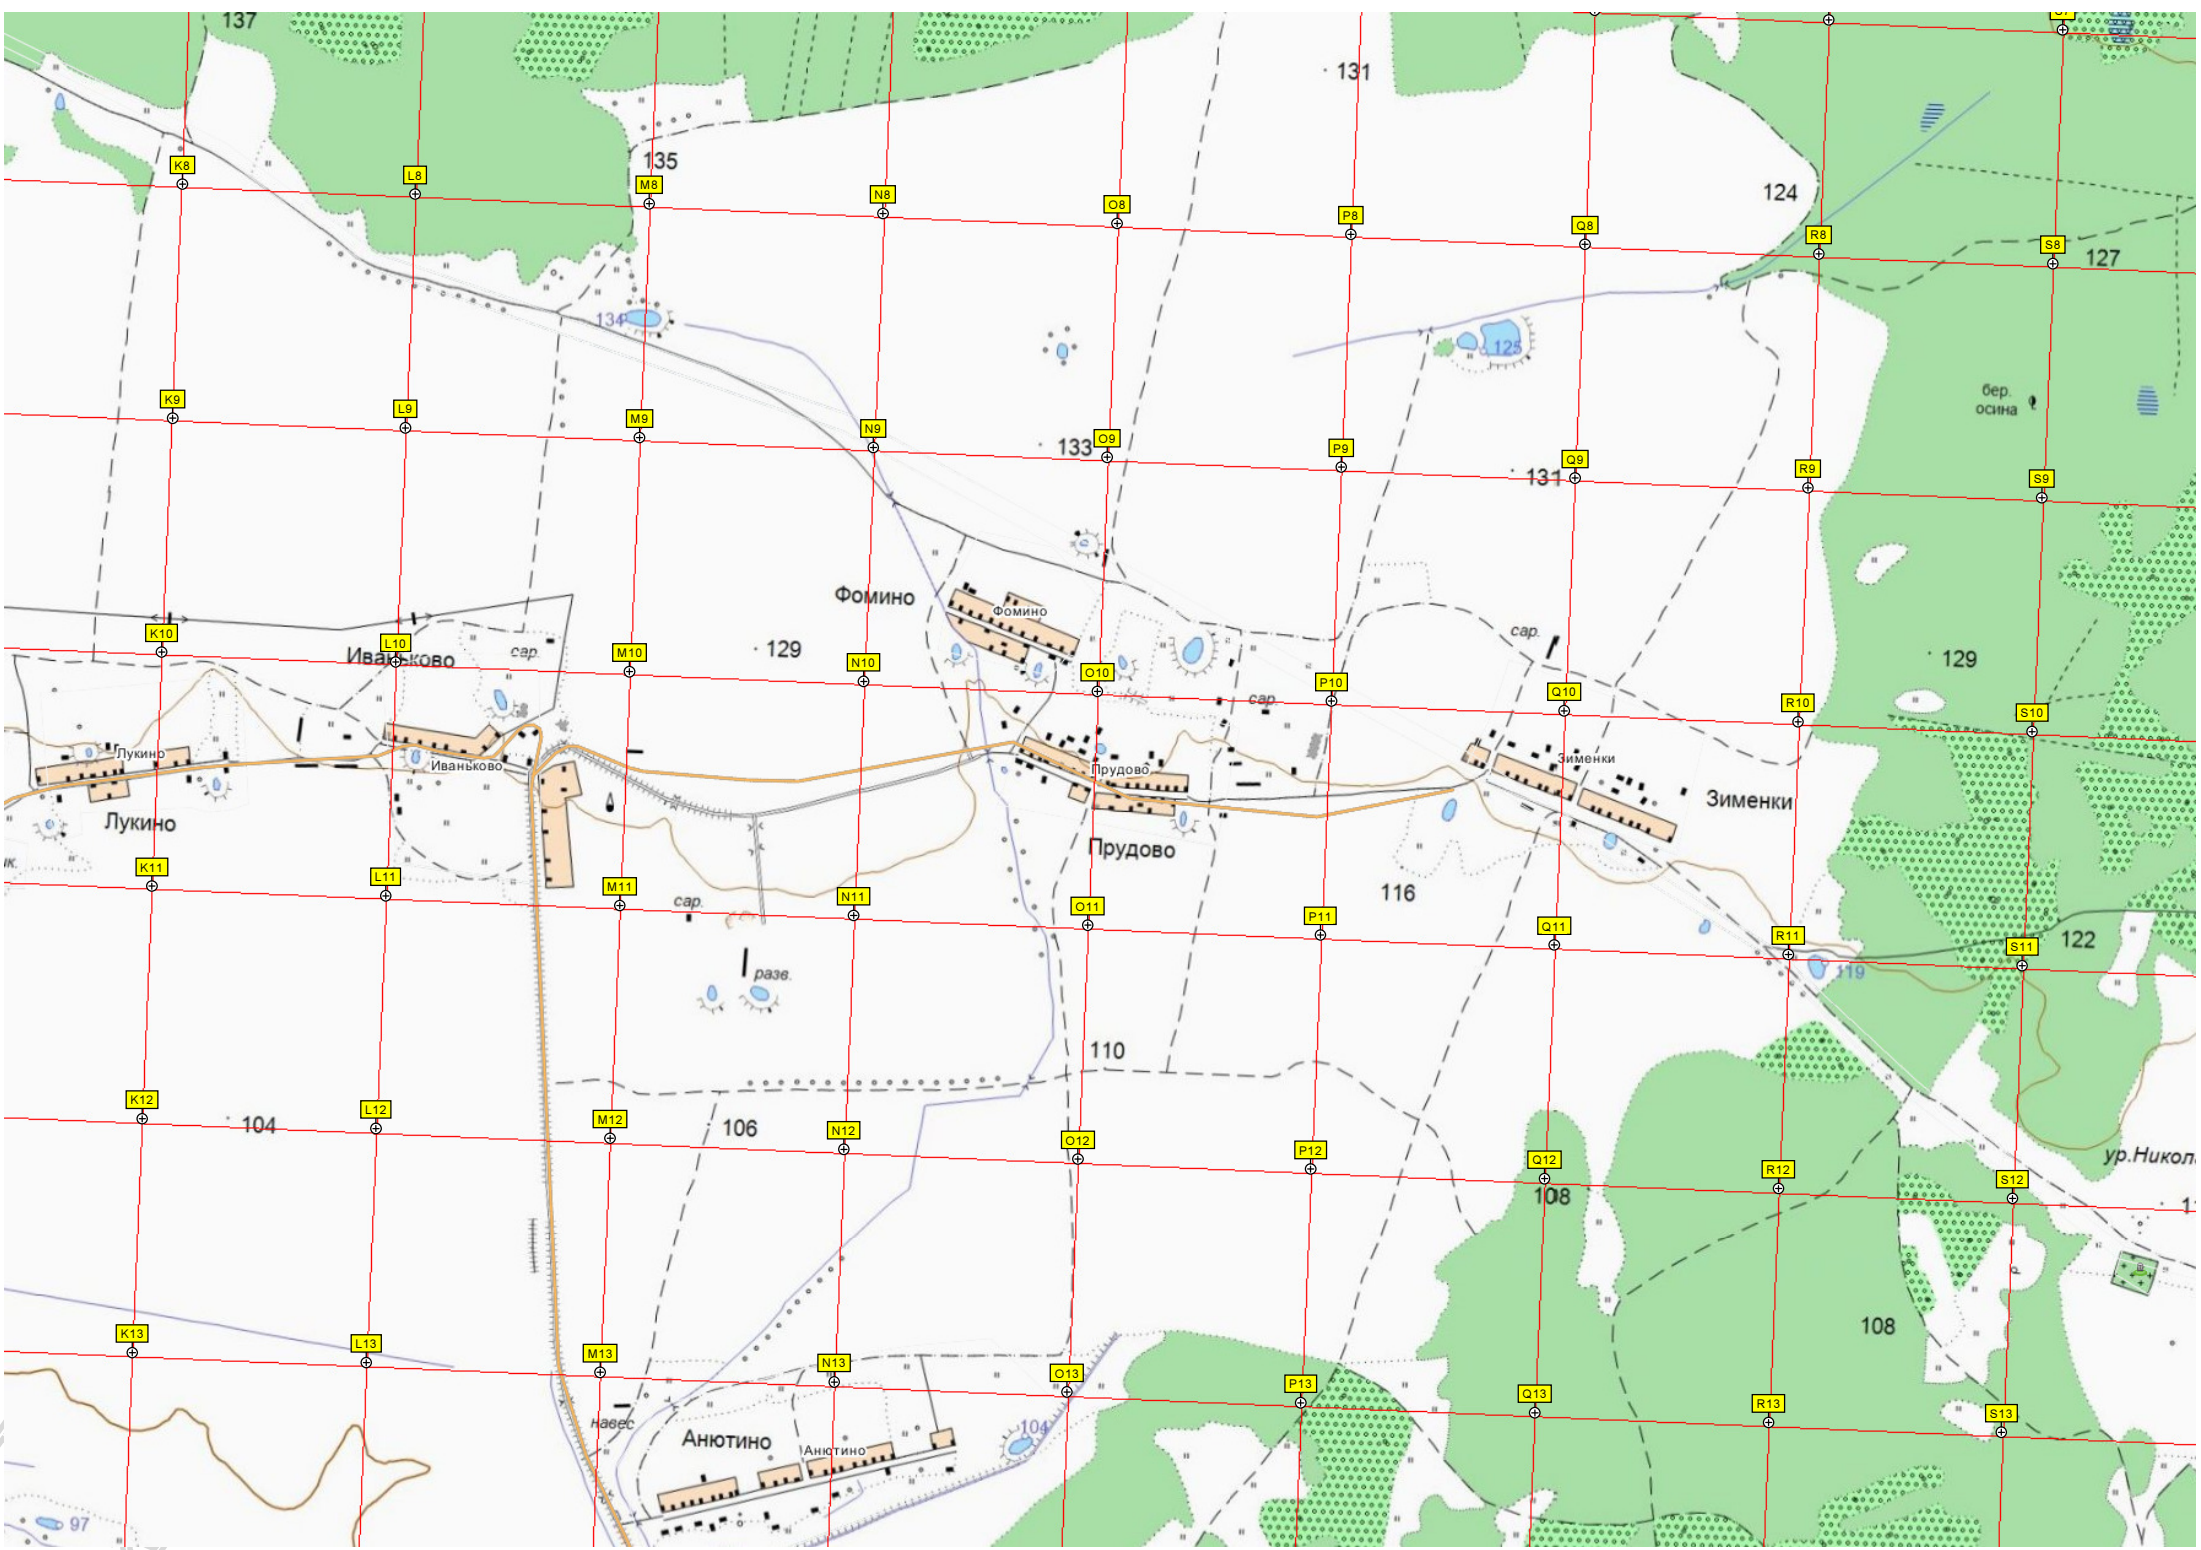 137
S7
131
K8
135
L8
M8
N8
O8
124
P8
Q8
R8
S8
127
134
125
бер.
осина
K9
L9
M9
N9
133
O9
P9
Q9
131
R9
S9
Фомино
Фомино
сар.
K10
L10
Иваньково
сар.
M10
129
N10
O10
сар.
P10
Q10
R10
129
S10
Лукино
Иваньково
Прудово
Зименки
Лукино
Зименки
Прудово
K11
L11
M11
сар.
N11
O11
116
P11
Q11
R11
S11
122
119
разв.
110
K12
104
L12
M12
106
N12
O12
P12
Q12
108
R12
S12
ур.Никол
108
K13
L13
M13
N13
O13
P13
Q13
R13
S13
навес
Анютино
Анютино
104
97